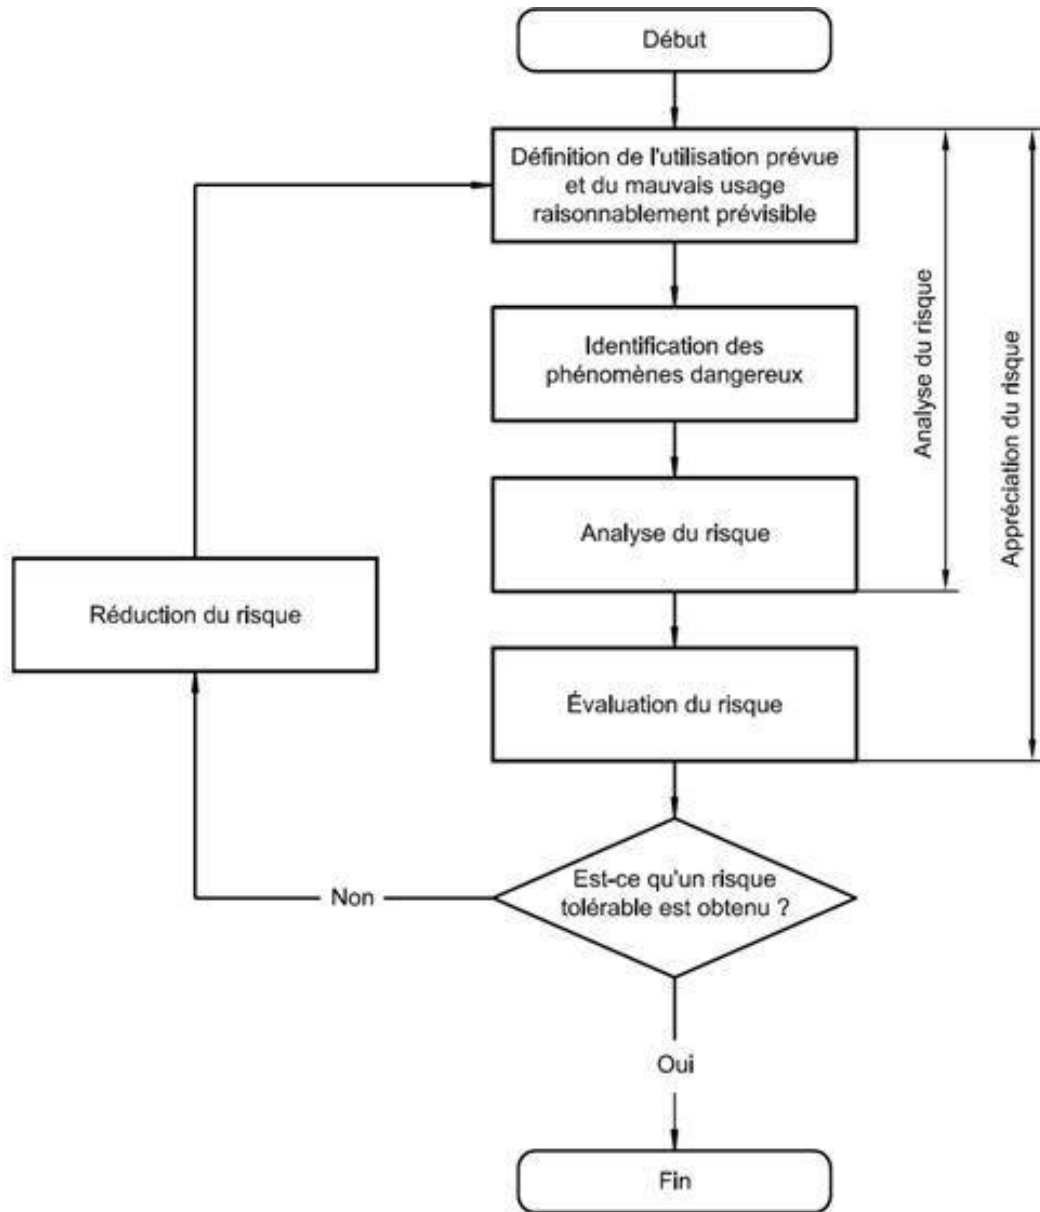 Début
Définition de l'utilisation prévue
et du mauvais usage
raisonnablement prévisible
Identification des
phénomènes dangereux
Analyse du risque
Réduction du risque
Évaluation du risque
Est-ce qu'un risque
tolérable est obtenu ?
Non
Oui
Fin
Analyse du risque
Appréciation du risque